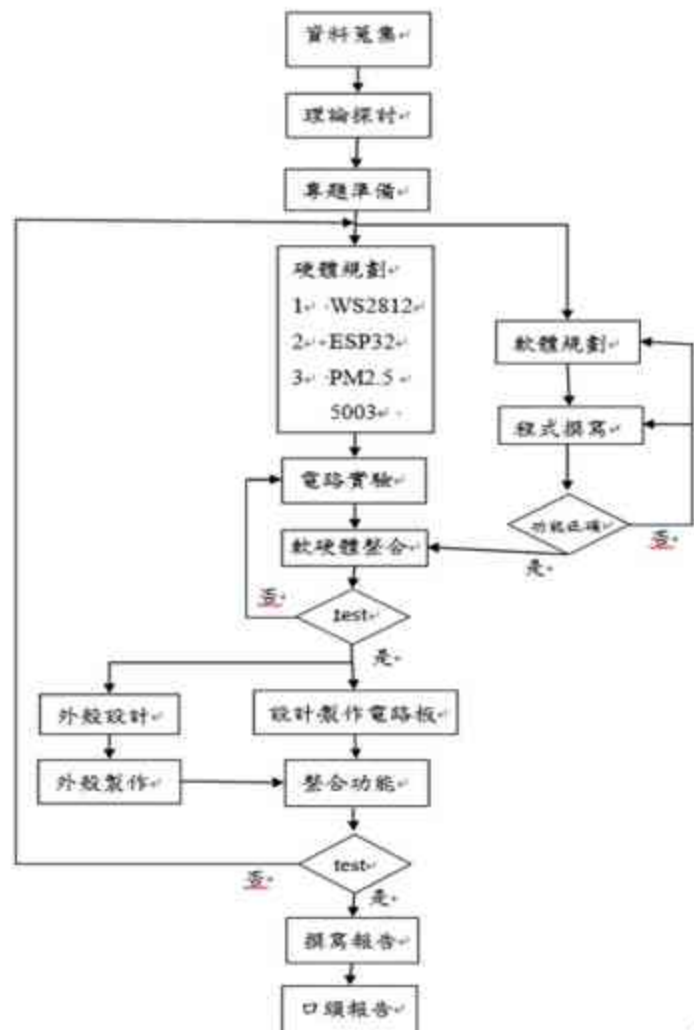 資料蒐集
理論探討
專題準備
硬體規劃
1 WS2812
2 ESP32
3 PM2.5
5003
軟體規劃
程式撰寫
功能正確
否
是
電路實驗
軟硬體整合
test
否
是
外殼設計
設計製作電路板
外殼製作
整合功能
test
否
是
撰寫報告
口頭報告